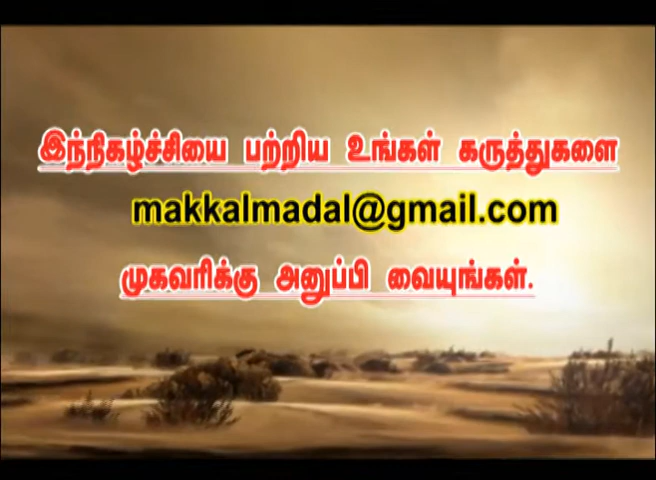 இந்நிகழ்ச்சியை பற்றிய உங்கள் கருத்துகளை
makkalmadal@gmail.com
முகவரிக்கு அனுப்பி வையுங்கள்.